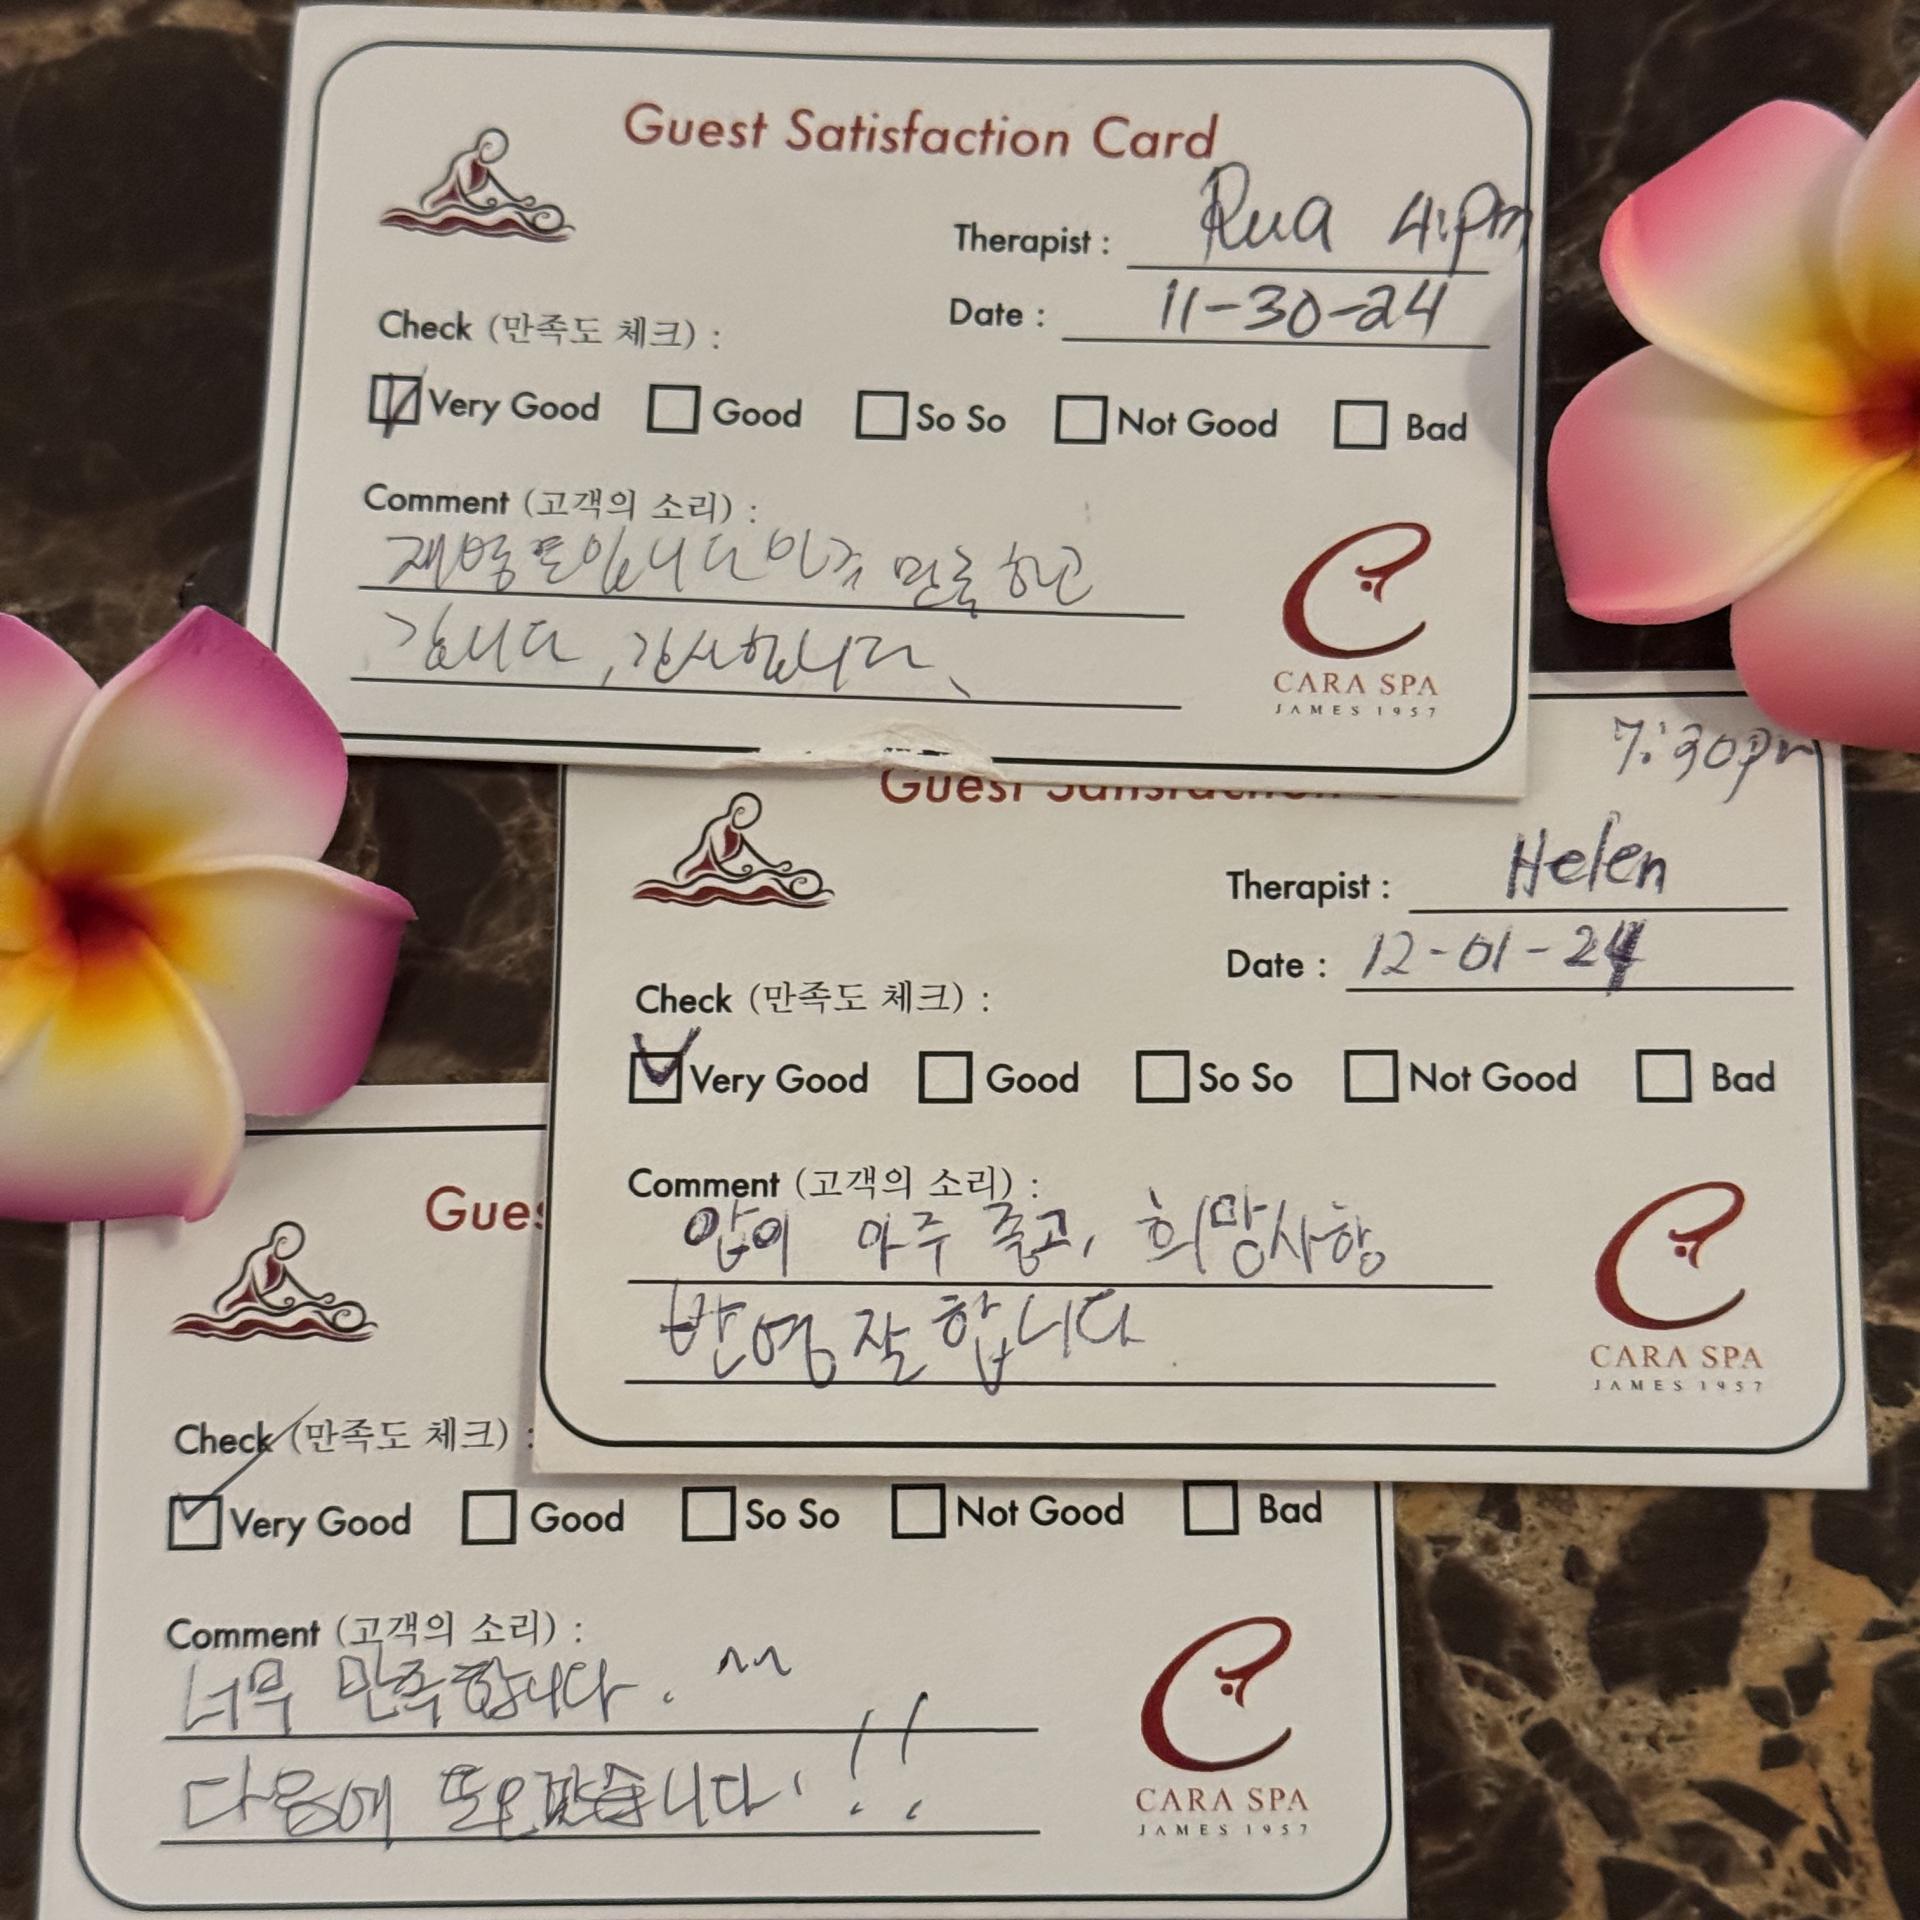 Guest Satisfaction Card
Therapist : Rua 4:pm
Date : 11-30-24
Check (만족도 체크) :
Very Good Good So So Not Good Bad
Comment (고객의 소리) :
재방문입니다 만족하고
갑니다, 감사합니다.
CARA SPA
JAMES 1957
7:30pm
Guest Satisfaction
Therapist : Helen
Date : 12-01-24
Check (만족도 체크) :
Very Good Good So So Not Good Bad
Comment (고객의 소리) :
압이 아주 좋고, 희망사항
반영 잘 합니다
CARA SPA
JAMES 1957
Gues
Check (만족도 체크) :
Very Good Good So So Not Good Bad
Comment (고객의 소리) :
너무 만족합니다. ^^
다음에 또오겠습니다!!
CARA SPA
JAMES 1957